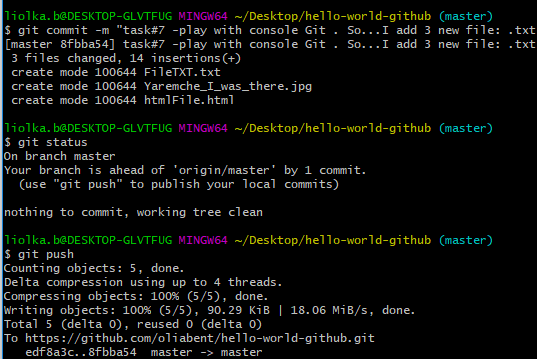 liolka.b@DESKTOP-GLVTFUG MINGW64 ~/Desktop/hello-world-github (master)
$ git commit -m "task#7 -play with console Git . So...I add 3 new file: .txt
[master 8fbba54] task#7 -play with console Git . So...I add 3 new file: .txt
 3 files changed, 14 insertions(+)
 create mode 100644 FileTXT.txt
 create mode 100644 Yaremche_I_was_there.jpg
 create mode 100644 htmlFile.html

liolka.b@DESKTOP-GLVTFUG MINGW64 ~/Desktop/hello-world-github (master)
$ git status
On branch master
Your branch is ahead of 'origin/master' by 1 commit.
  (use "git push" to publish your local commits)

nothing to commit, working tree clean

liolka.b@DESKTOP-GLVTFUG MINGW64 ~/Desktop/hello-world-github (master)
$ git push
Counting objects: 5, done.
Delta compression using up to 4 threads.
Compressing objects: 100% (5/5), done.
Writing objects: 100% (5/5), 90.29 KiB | 18.06 MiB/s, done.
Total 5 (delta 0), reused 0 (delta 0)
To https://github.com/oliabent/hello-world-github.git
   edf8a3c..8fbba54  master -> master